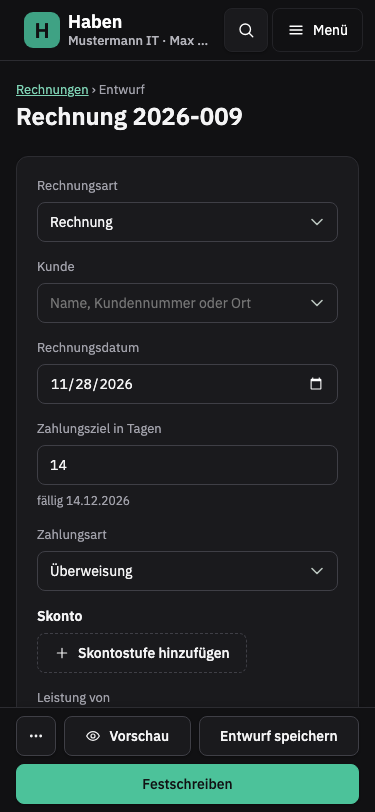 H
Haben
Mustermann IT · Max ...
Menü
Rechnungen › Entwurf
Rechnung 2026-009
Rechnungsart
Rechnung
Kunde
Name, Kundennummer oder Ort
Rechnungsdatum
11/28/2026
Zahlungsziel in Tagen
14
fällig 14.12.2026
Zahlungsart
Überweisung
Skonto
Skontostufe hinzufügen
Leistung von
Vorschau
Entwurf speichern
Festschreiben